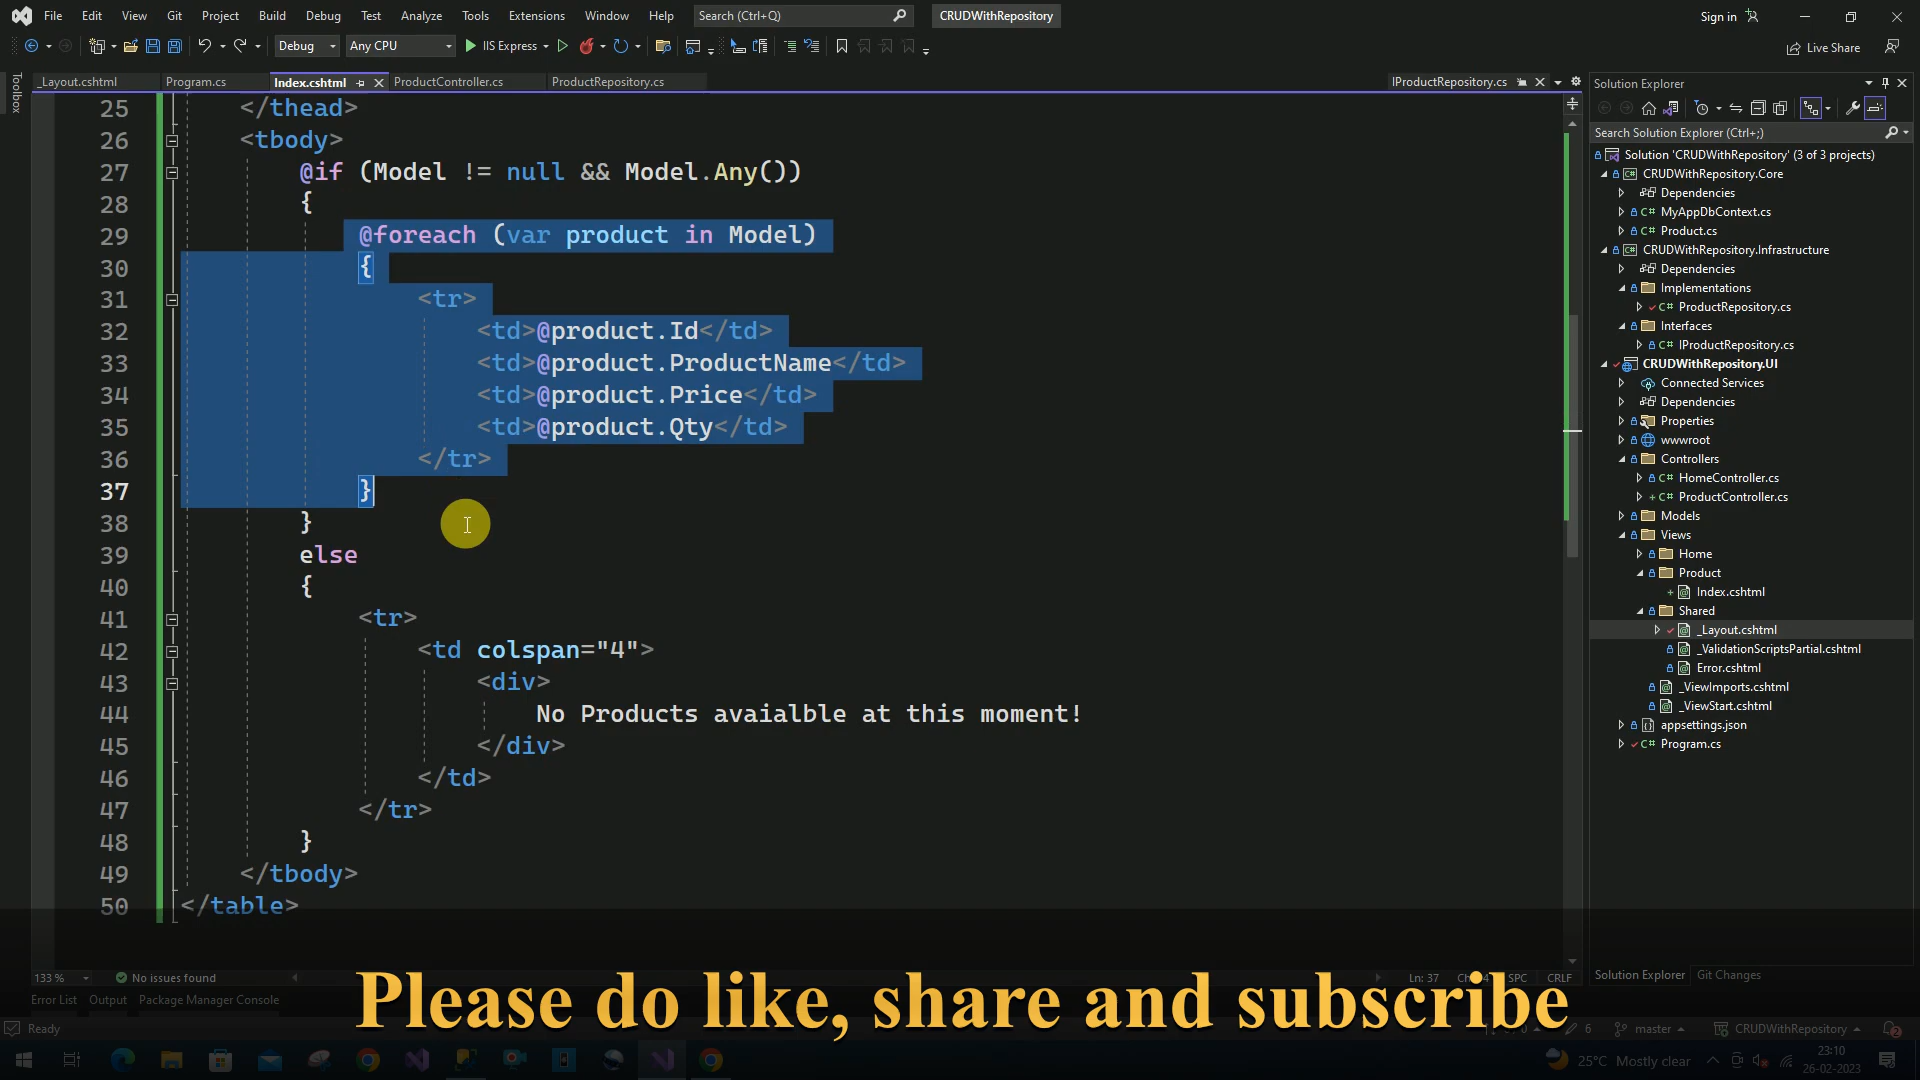 File Edit View Git Project Build Debug Test Analyze Tools Extensions Window Help Search (Ctrl+Q) CRUDWithRepository Sign in
Debug Any CPU IIS Express Live Share
_Layout.cshtml Program.cs Index.cshtml ProductController.cs ProductRepository.cs IProductRepository.cs
Toolbox
25 </thead>
26 <tbody>
27 @if (Model != null && Model.Any())
28 {
29 @foreach (var product in Model)
30 {
31 <tr>
32 <td>@product.Id</td>
33 <td>@product.ProductName</td>
34 <td>@product.Price</td>
35 <td>@product.Qty</td>
36 </tr>
37 }
38 }
39 else
40 {
41 <tr>
42 <td colspan="4">
43 <div>
44 No Products avaialble at this moment!
45 </div>
46 </td>
47 </tr>
48 }
49 </tbody>
50 </table>
133 % No issues found Ln: 37 SPC CRLF
Error List Output Package Manager Console
Ready 6 master CRUDWithRepository
Solution Explorer
Search Solution Explorer (Ctrl+;)
Solution 'CRUDWithRepository' (3 of 3 projects)
CRUDWithRepository.Core
Dependencies
C# MyAppDbContext.cs
C# Product.cs
CRUDWithRepository.Infrastructure
Dependencies
Implementations
C# ProductRepository.cs
Interfaces
C# IProductRepository.cs
CRUDWithRepository.UI
Connected Services
Dependencies
Properties
wwwroot
Controllers
C# HomeController.cs
C# ProductController.cs
Models
Views
Home
Product
Index.cshtml
Shared
_Layout.cshtml
_ValidationScriptsPartial.cshtml
Error.cshtml
_ViewImports.cshtml
_ViewStart.cshtml
appsettings.json
C# Program.cs
Solution Explorer Git Changes
Please do like, share and subscribe
25°C Mostly clear
23:10
26-02-2023